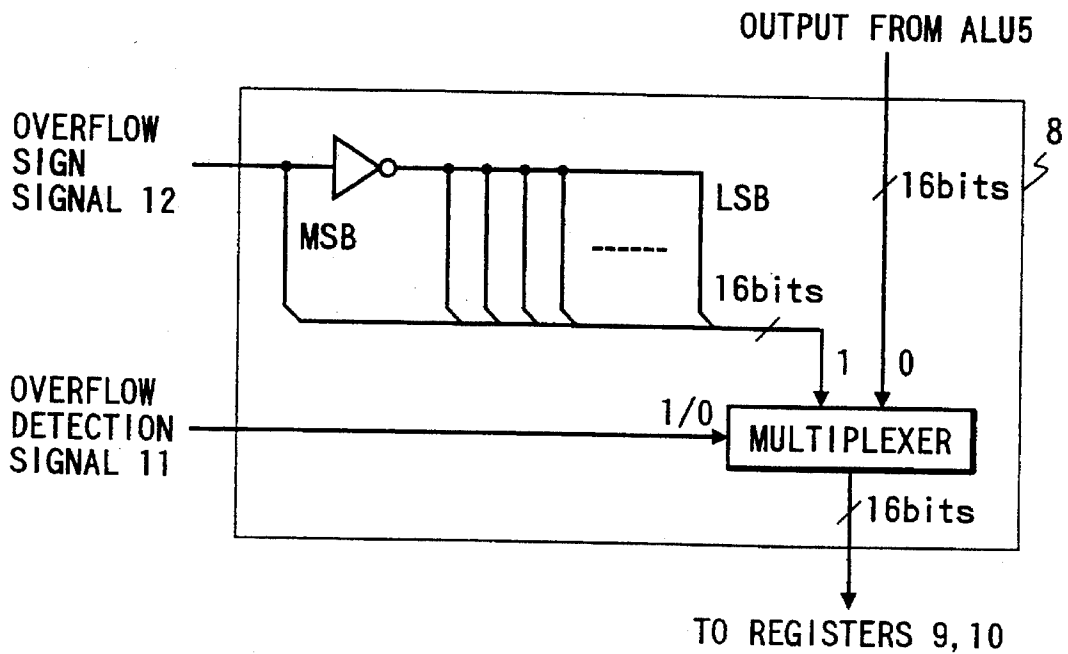 OUTPUT FROM ALU5
OVERFLOW
SIGN
SIGNAL 12
8
16bits
LSB
MSB
16bits
1
0
OVERFLOW
DETECTION
SIGNAL 11
1/0
MULTIPLEXER
16bits
TO REGISTERS 9, 10